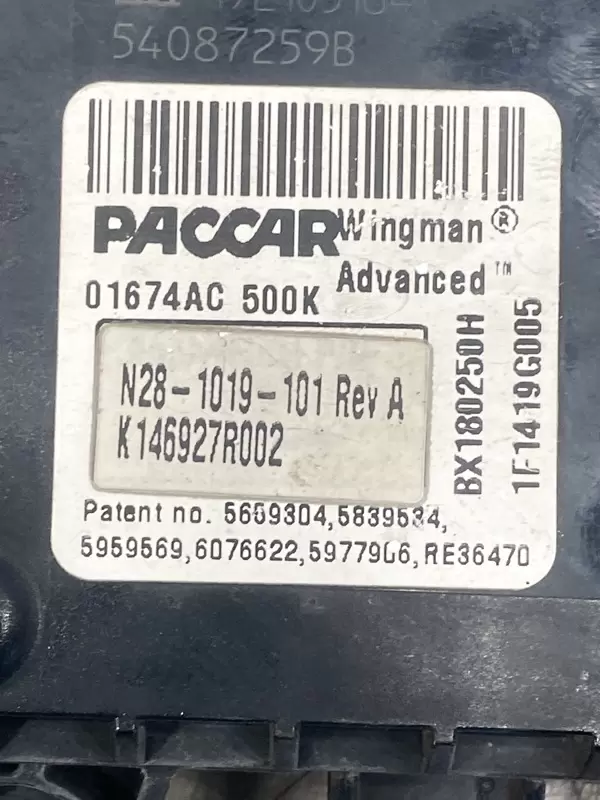 54087259B
PACCAR Wingman®
Advanced™
01674AC 500K
N28-1019-101 Rev A
K146927R002
BX180250H
1F1419G005
Patent no. 5609304,5839534,
5959569,6076622,5977906,RE36470